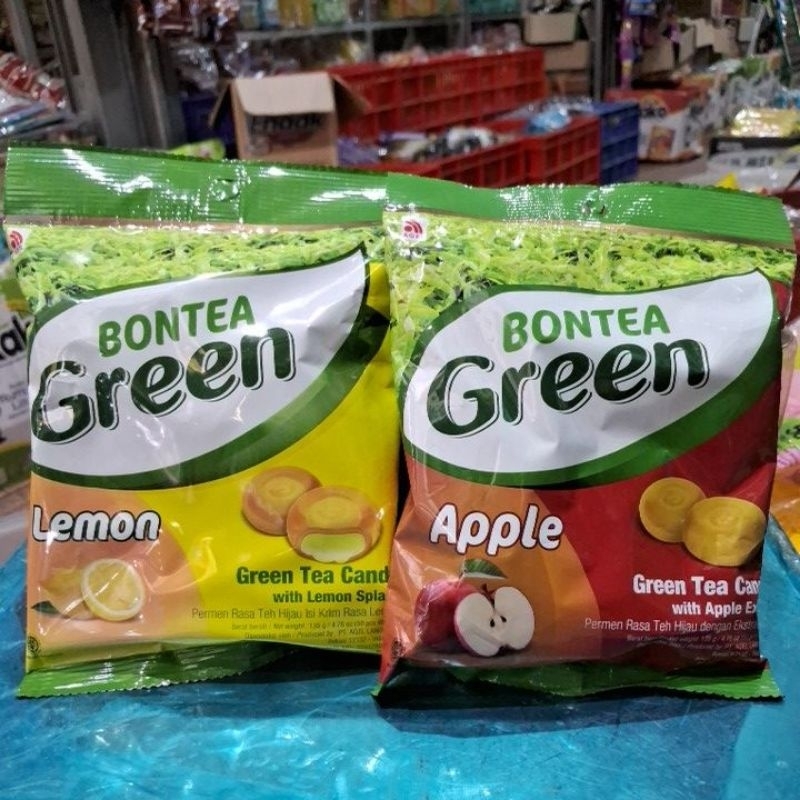 BONTEA
Green
Lemon
Green Tea Cand
with Lemon Spla
Permen Rasa Teh Hijau Isi Krim Rasa Le
BONTEA
Green
Apple
Green Tea Can
with Apple Ex
Permen Rasa Teh Hijau dengan Ekstra